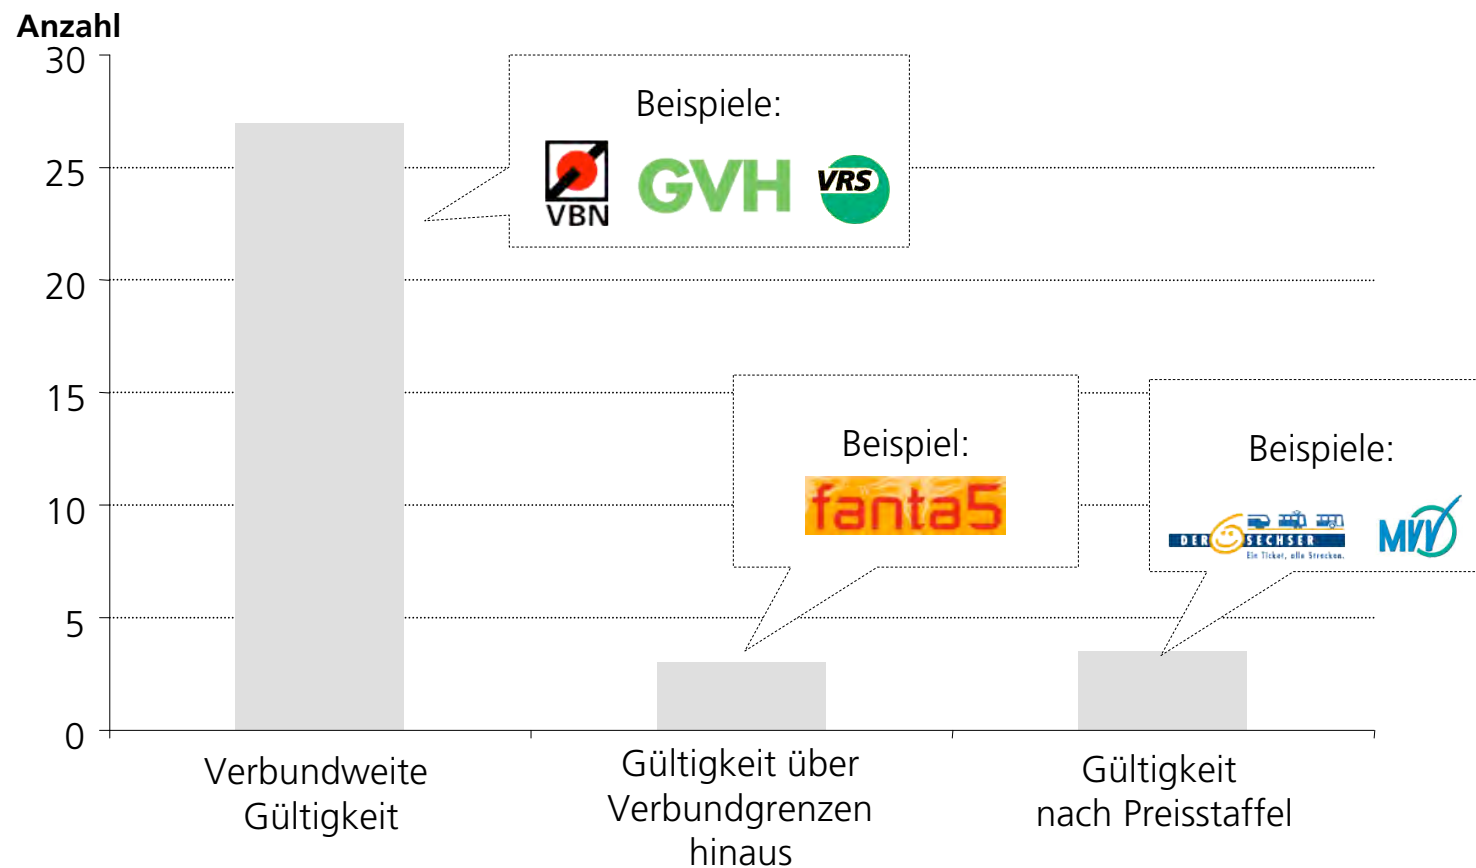 Anzahl
30
25
20
15
10
5
0
Beispiele:
VBN
GVH
VRS
Beispiel:
fanta5
Beispiele:
DER SECHSER
Ein Ticket, alle Strecken.
MVV
Verbundweite
Gültigkeit
Gültigkeit über
Verbundgrenzen
hinaus
Gültigkeit
nach Preisstaffel